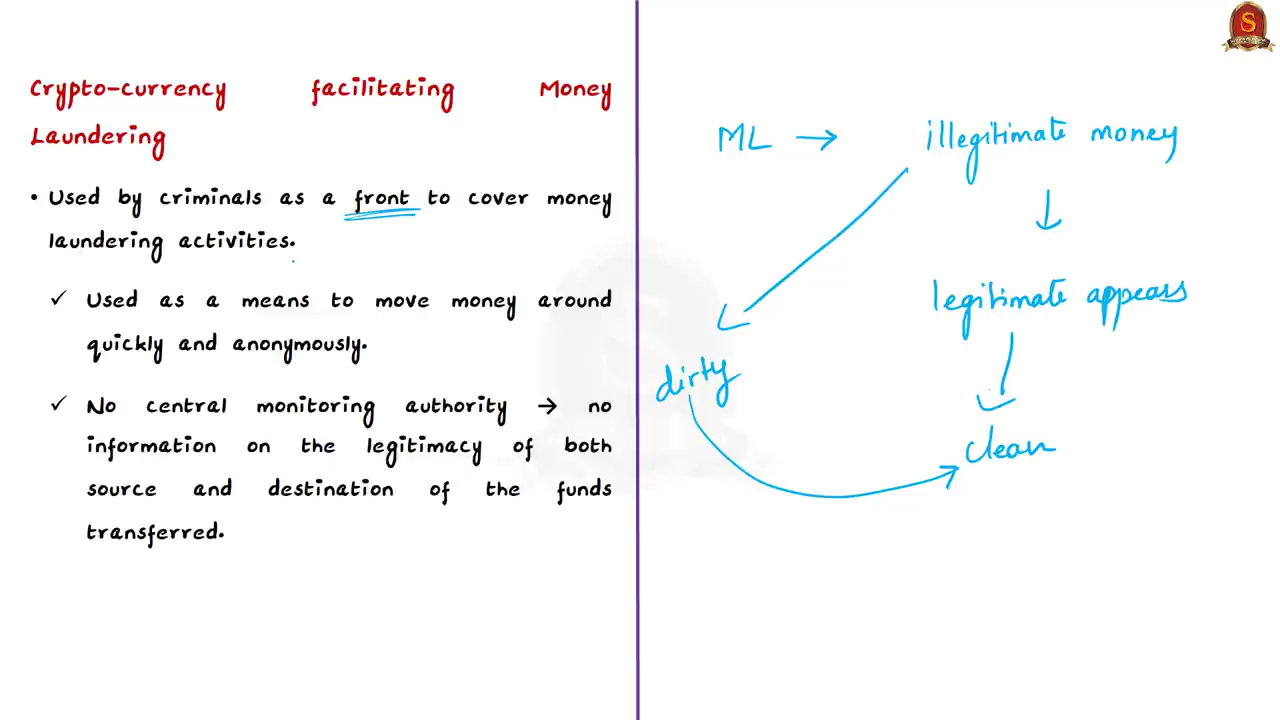 Crypto-currency facilitating Money
Laundering
• Used by criminals as a front to cover money
laundering activities.
✓ Used as a means to move money around
quickly and anonymously.
✓ No central monitoring authority → no
information on the legitimacy of both
source and destination of the funds
transferred.
ML → illegitimate money
legitimate appears
dirty
clean
S